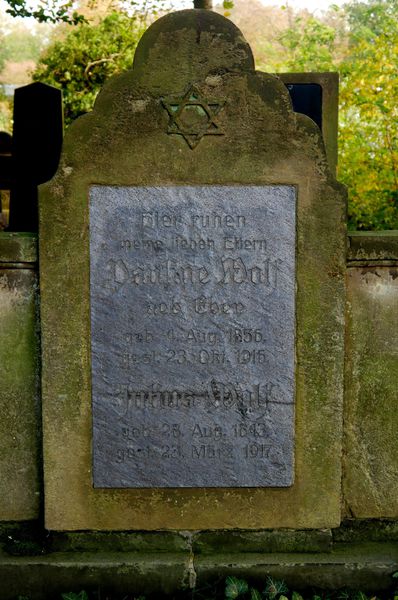 Hier ruhen
meine lieben Eltern
Pauline Wolf
geb. Eber
geb. 4. Aug. 1856.
gest. 23. Okt. 1915.
Julius Wolf
geb. 28. Aug. 1843.
gest. 23. März 1917.